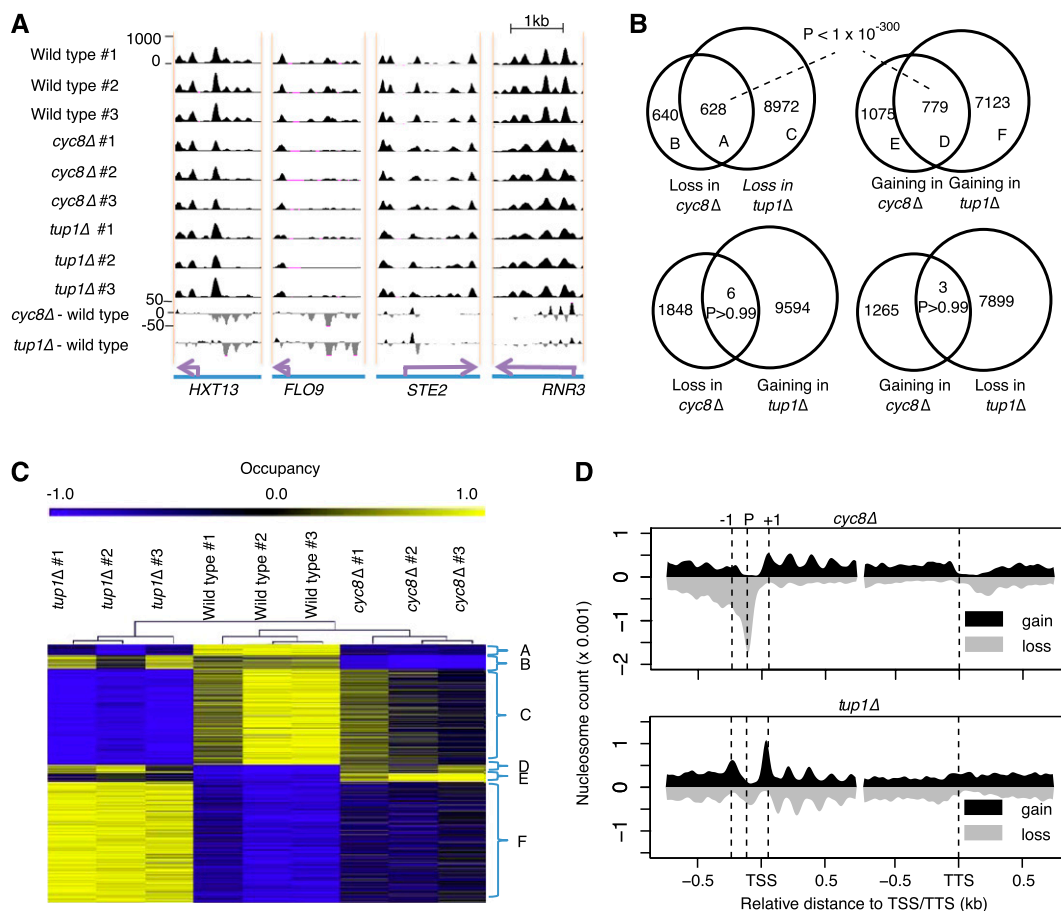 A
1kb
1000
0
Wild type #1
Wild type #2
Wild type #3
cyc8Δ #1
cyc8Δ #2
cyc8Δ #3
tup1Δ #1
tup1Δ #2
tup1Δ #3
50
0
-50
cyc8Δ - wild type
tup1Δ - wild type
HXT13
FLO9
STE2
RNR3
B
P < 1 x 10^-300
640
628
8972
B
A
C
Loss in
cyc8Δ
Loss in
tup1Δ
1075
779
7123
E
D
F
Gaining in
cyc8Δ
Gaining in
tup1Δ
1848
6
P>0.99
9594
Loss in
cyc8Δ
Gaining in
tup1Δ
1265
3
P>0.99
7899
Gaining in
cyc8Δ
Loss in
tup1Δ
C
Occupancy
-1.0
0.0
1.0
tup1Δ #1
tup1Δ #2
tup1Δ #3
Wild type #1
Wild type #2
Wild type #3
cyc8Δ #1
cyc8Δ #2
cyc8Δ #3
A
B
C
D
E
F
D
-1 P +1
cyc8Δ
1
0
-1
-2
gain
loss
Nucleosome count (x 0.001)
tup1Δ
1
0
-1
gain
loss
−0.5 TSS 0.5 −0.5 TTS 0.5
Relative distance to TSS/TTS (kb)